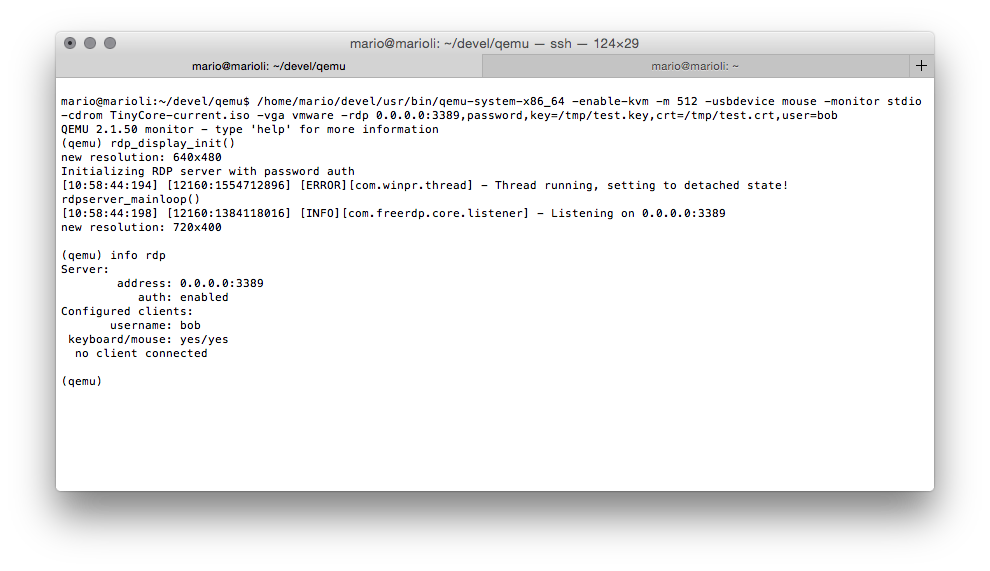 mario@marioli: ~/devel/qemu — ssh — 124×29
mario@marioli: ~/devel/qemu
mario@marioli: ~
+
mario@marioli:~/devel/qemu$ /home/mario/devel/usr/bin/qemu-system-x86_64 -enable-kvm -m 512 -usbdevice mouse -monitor stdio
-cdrom TinyCore-current.iso -vga vmware -rdp 0.0.0.0:3389,password,key=/tmp/test.key,crt=/tmp/test.crt,user=bob
QEMU 2.1.50 monitor - type 'help' for more information
(qemu) rdp_display_init()
new resolution: 640x480
Initializing RDP server with password auth
[10:58:44:194] [12160:1554712896] [ERROR][com.winpr.thread] - Thread running, setting to detached state!
rdpserver_mainloop()
[10:58:44:198] [12160:1384118016] [INFO][com.freerdp.core.listener] - Listening on 0.0.0.0:3389
new resolution: 720x400
(qemu) info rdp
Server:
address: 0.0.0.0:3389
auth: enabled
Configured clients:
username: bob
keyboard/mouse: yes/yes
no client connected
(qemu)